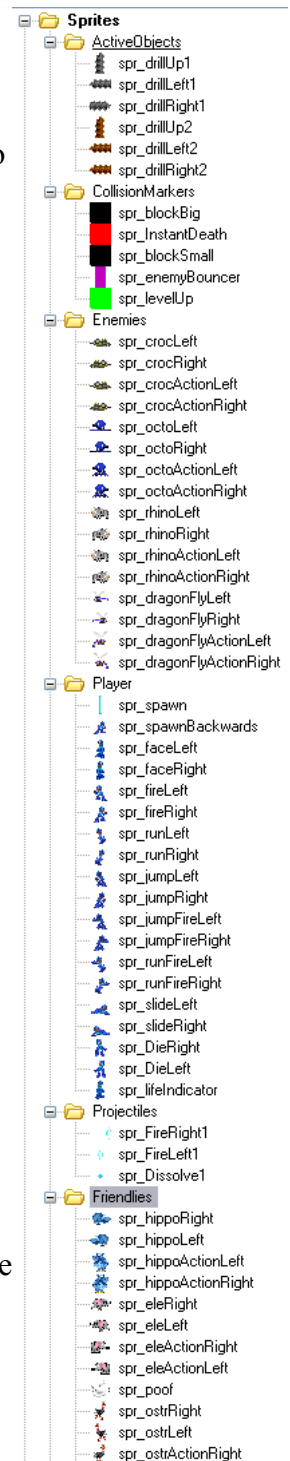 Sprites
ActiveObjects
spr_drillUp1
spr_drillLeft1
spr_drillRight1
spr_drillUp2
spr_drillLeft2
spr_drillRight2
CollisionMarkers
spr_blockBig
spr_InstantDeath
spr_blockSmall
spr_enemyBouncer
spr_levelUp
Enemies
spr_crocLeft
spr_crocRight
spr_crocActionLeft
spr_crocActionRight
spr_octoLeft
spr_octoRight
spr_octoActionLeft
spr_octoActionRight
spr_rhinoLeft
spr_rhinoRight
spr_rhinoActionLeft
spr_rhinoActionRight
spr_dragonFlyLeft
spr_dragonFlyRight
spr_dragonFlyActionLeft
spr_dragonFlyActionRight
Player
spr_spawn
spr_spawnBackwards
spr_faceLeft
spr_faceRight
spr_fireLeft
spr_fireRight
spr_runLeft
spr_runRight
spr_jumpLeft
spr_jumpRight
spr_jumpFireLeft
spr_jumpFireRight
spr_runFireLeft
spr_runFireRight
spr_slideLeft
spr_slideRight
spr_DieRight
spr_DieLeft
spr_lifeIndicator
Projectiles
spr_FireRight1
spr_FireLeft1
spr_Dissolve1
Friendlies
spr_hippoRight
spr_hippoLeft
spr_hippoActionLeft
spr_hippoActionRight
spr_eleRight
spr_eleLeft
spr_eleActionRight
spr_eleActionLeft
spr_poof
spr_ostrRight
spr_ostrLeft
spr_ostrActionRight